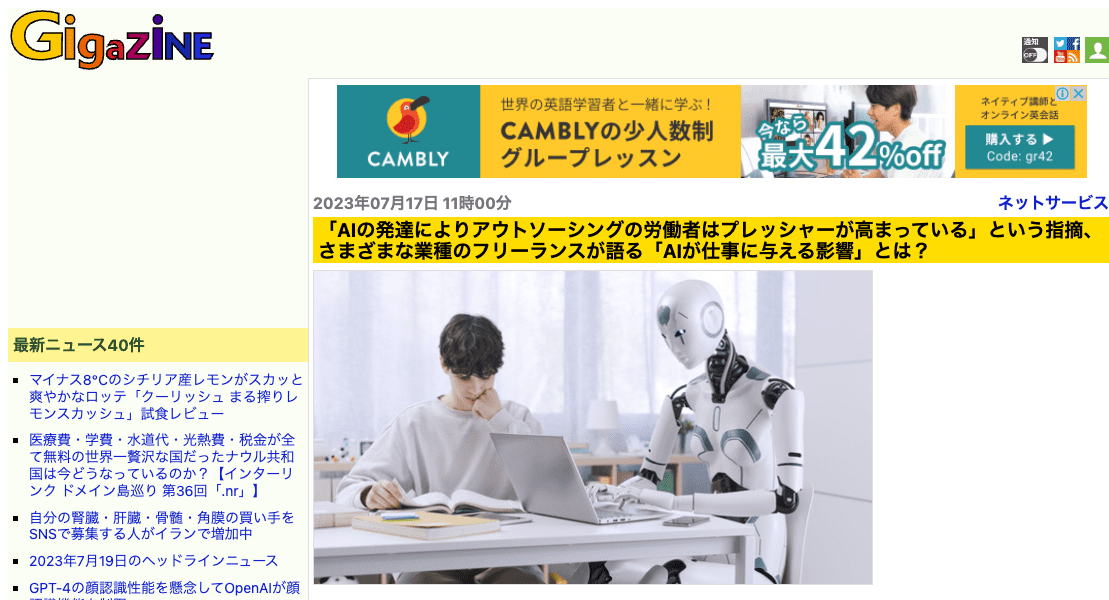 GigaZiNE
通知
OFF
CAMBLY
世界の英語学習者と一緒に学ぶ！
CAMBLYの少人数制
グループレッスン
今なら
最大42%off
ネイティブ講師と
オンライン英会話
購入する ▶
Code: gr42
2023年07月17日 11時00分
ネットサービス
「AIの発達によりアウトソーシングの労働者はプレッシャーが高まっている」という指摘、
さまざまな業種のフリーランスが語る「AIが仕事に与える影響」とは？
最新ニュース40件
マイナス8°Cのシチリア産レモンがスカッと
爽やかなロッテ「クーリッシュ まる搾りレ
モンスカッシュ」試食レビュー
医療費・学費・水道代・光熱費・税金が全
て無料の世界一贅沢な国だったナウル共和
国は今どうなっているのか？【インターリ
ンク ドメイン島巡り 第36回「.nr」】
自分の腎臓・肝臓・骨髄・角膜の買い手を
SNSで募集する人がイランで増加中
2023年7月19日のヘッドラインニュース
GPT-4の顔認識性能を懸念してOpenAIが顔